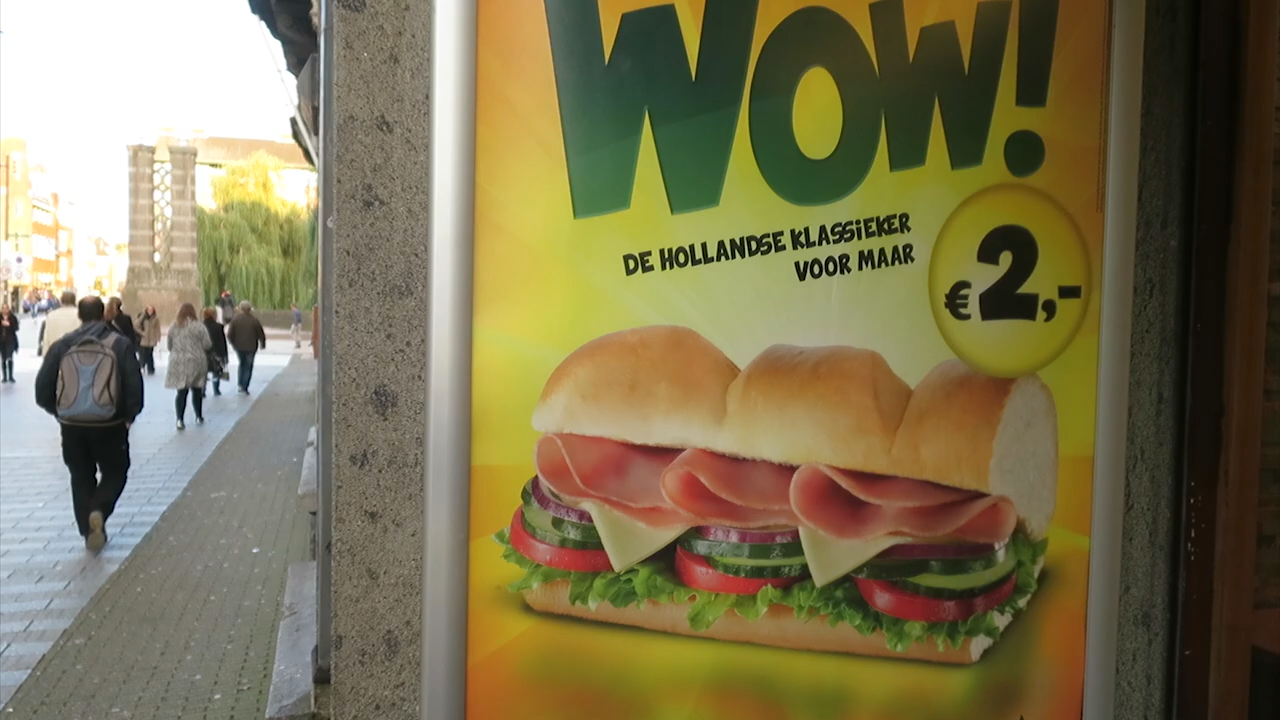 WOW!
DE HOLLANDSE KLASSiEKER
VOOR MAAR
€2,-